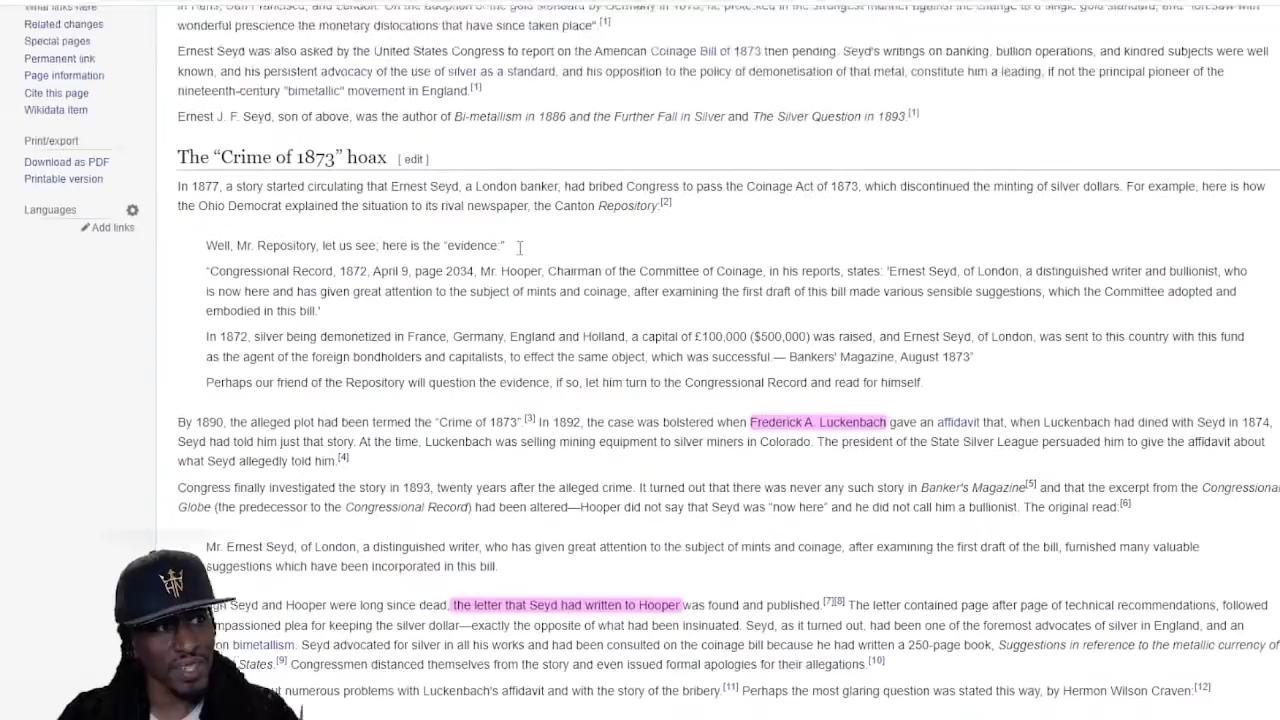 What links here
Related changes
Special pages
Permanent link
Page information
Cite this page
Wikidata item
Print/export
Download as PDF
Printable version
Languages
Add links
wonderful prescience the monetary dislocations that have since taken place".[1]
Ernest Seyd was also asked by the United States Congress to report on the American Coinage Bill of 1873 then pending. Seyd's writings on banking, bullion operations, and kindred subjects were well
known, and his persistent advocacy of the use of silver as a standard, and his opposition to the policy of demonetisation of that metal, constitute him a leading, if not the principal pioneer of the
nineteenth-century "bimetallic" movement in England.[1]
Ernest J. F. Seyd, son of above, was the author of Bi-metallism in 1886 and the Further Fall in Silver and The Silver Question in 1893.[1]
The “Crime of 1873” hoax [ edit ]
In 1877, a story started circulating that Ernest Seyd, a London banker, had bribed Congress to pass the Coinage Act of 1873, which discontinued the minting of silver dollars. For example, here is how
the Ohio Democrat explained the situation to its rival newspaper, the Canton Repository:[2]
Well, Mr. Repository, let us see; here is the “evidence:”
“Congressional Record, 1872, April 9, page 2034, Mr. Hooper, Chairman of the Committee of Coinage, in his reports, states: 'Ernest Seyd, of London, a distinguished writer and bullionist, who
is now here and has given great attention to the subject of mints and coinage, after examining the first draft of this bill made various sensible suggestions, which the Committee adopted and
embodied in this bill.'
In 1872, silver being demonetized in France, Germany, England and Holland, a capital of £100,000 ($500,000) was raised, and Ernest Seyd, of London, was sent to this country with this fund
as the agent of the foreign bondholders and capitalists, to effect the same object, which was successful.— Bankers' Magazine, August 1873”
Perhaps our friend of the Repository will question the evidence, if so, let him turn to the Congressional Record and read for himself.
By 1890, the alleged plot had been termed the “Crime of 1873”.[3] In 1892, the case was bolstered when Frederick A. Luckenbach gave an affidavit that, when Luckenbach had dined with Seyd in 1874,
Seyd had told him just that story. At the time, Luckenbach was selling mining equipment to silver miners in Colorado. The president of the State Silver League persuaded him to give the affidavit about
what Seyd allegedly told him.[4]
Congress finally investigated the story in 1893, twenty years after the alleged crime. It turned out that there was never any such story in Banker's Magazine[5] and that the excerpt from the Congressional
Globe (the predecessor to the Congressional Record) had been altered—Hooper did not say that Seyd was “now here” and he did not call him a bullionist. The original read:[6]
Mr. Ernest Seyd, of London, a distinguished writer, who has given great attention to the subject of mints and coinage, after examining the first draft of the bill, furnished many valuable
suggestions which have been incorporated in this bill.
Seyd and Hooper were long since dead, the letter that Seyd had written to Hooper was found and published.[7][8] The letter contained page after page of technical recommendations, followed
plea for keeping the silver dollar—exactly the opposite of what had been insinuated. Seyd, as it turned out, had been one of the foremost advocates of silver in England, and an
on bimetallism. Seyd advocated for silver in all his works and had been consulted on the coinage bill because he had written a 250-page book, Suggestions in reference to the metallic currency of
States.[9] Congressmen distanced themselves from the story and even issued formal apologies for their allegations.[10]
numerous problems with Luckenbach's affidavit and with the story of the bribery.[11] Perhaps the most glaring question was stated this way, by Hermon Wilson Craven:[12]